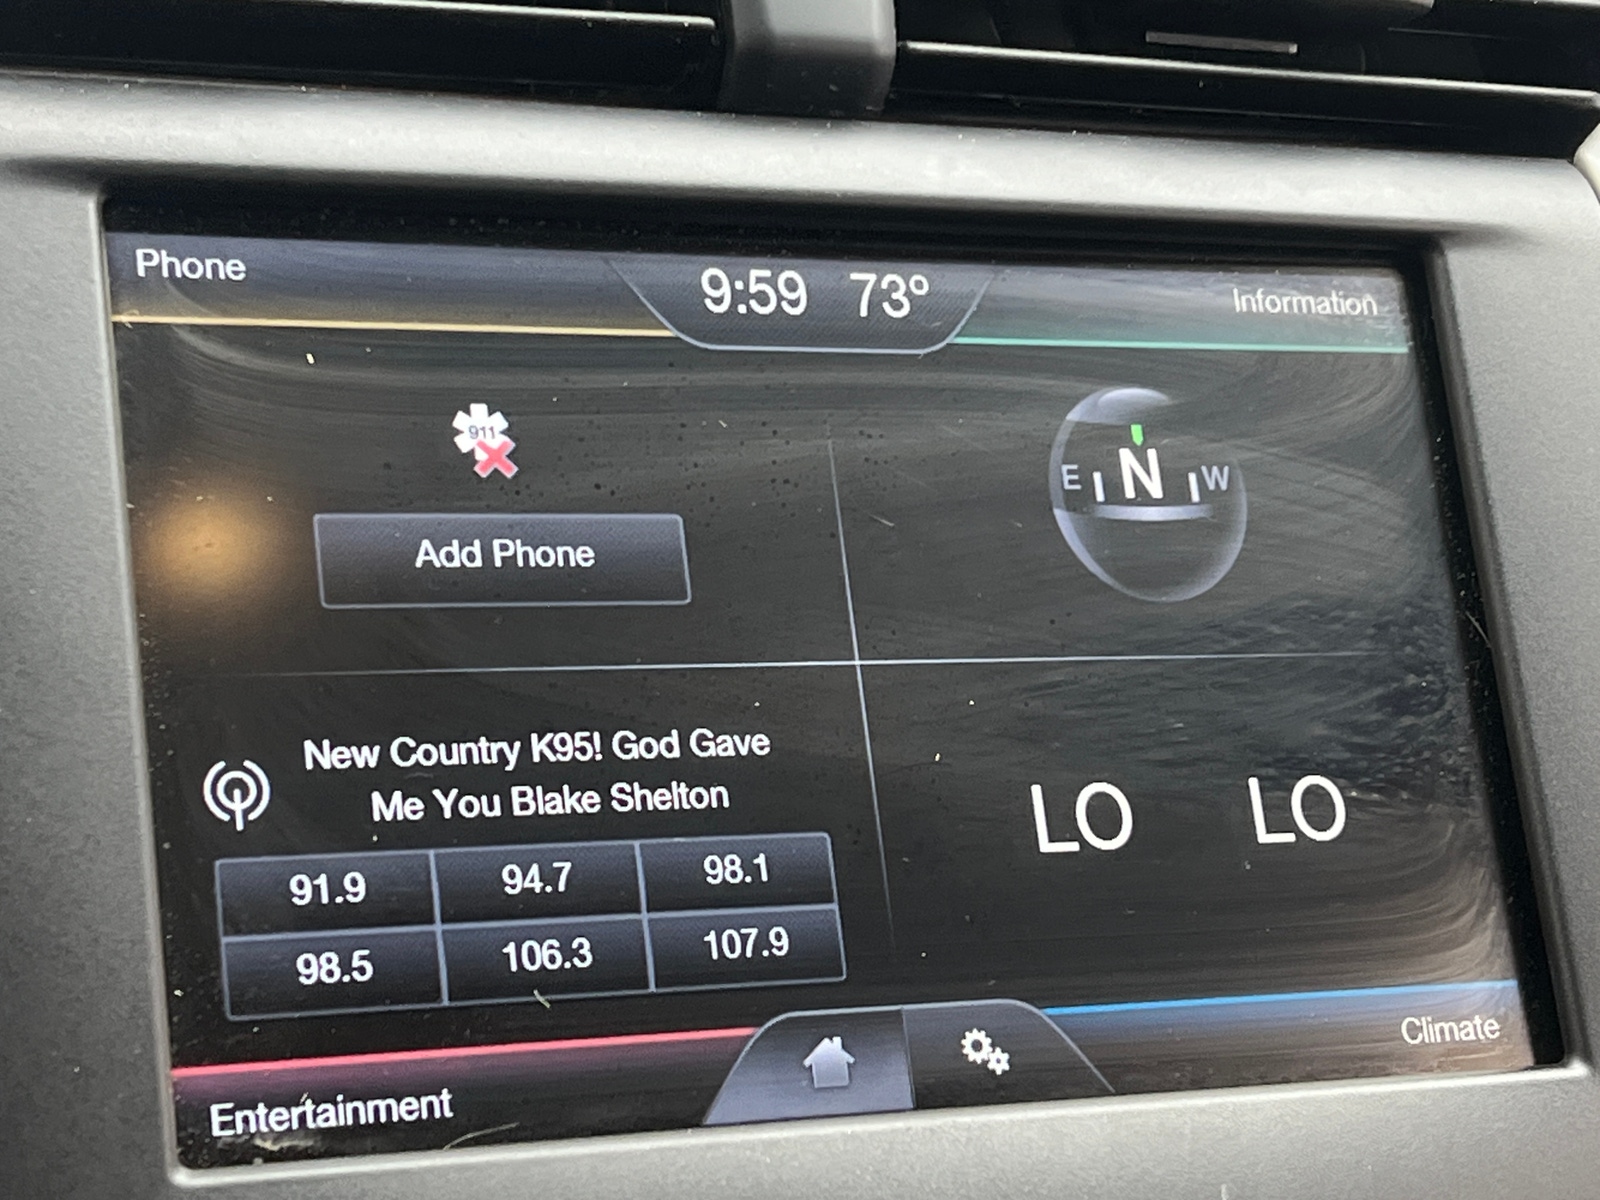 Phone
9:59 73°
Information
911
Add Phone
E N W
New Country K95! God Gave
Me You Blake Shelton
LO LO
91.9 94.7 98.1
98.5 106.3 107.9
Entertainment
Climate